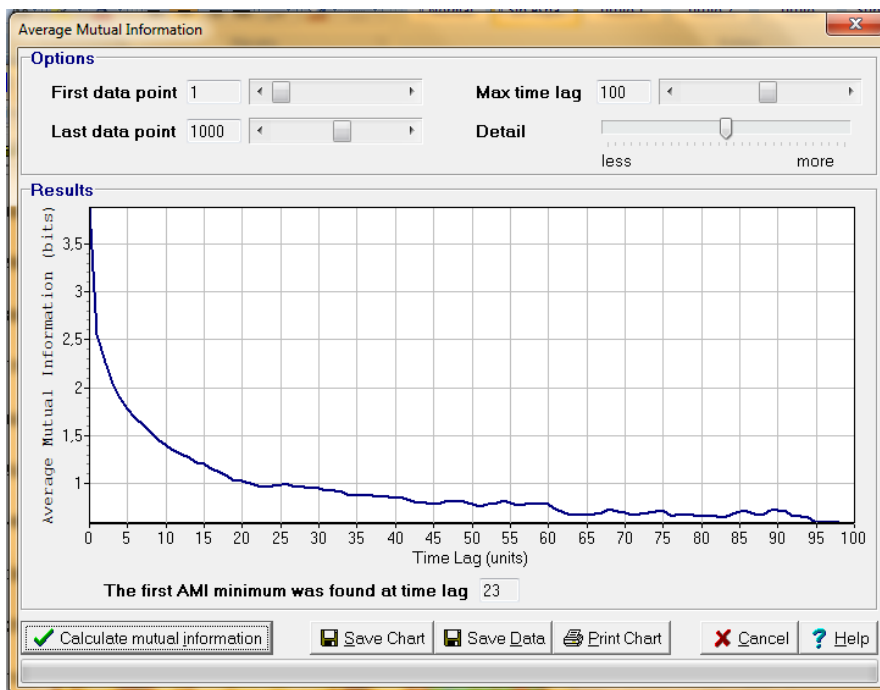 Average Mutual Information
Options
First data point 1
Max time lag 100
Last data point 1000
Detail
less more
Results
Average Mutual Information (bits)
3,5
3
2,5
2
1,5
1
0 5 10 15 20 25 30 35 40 45 50 55 60 65 70 75 80 85 90 95 100
Time Lag (units)
The first AMI minimum was found at time lag 23
Calculate mutual information Save Chart Save Data Print Chart Cancel ? Help